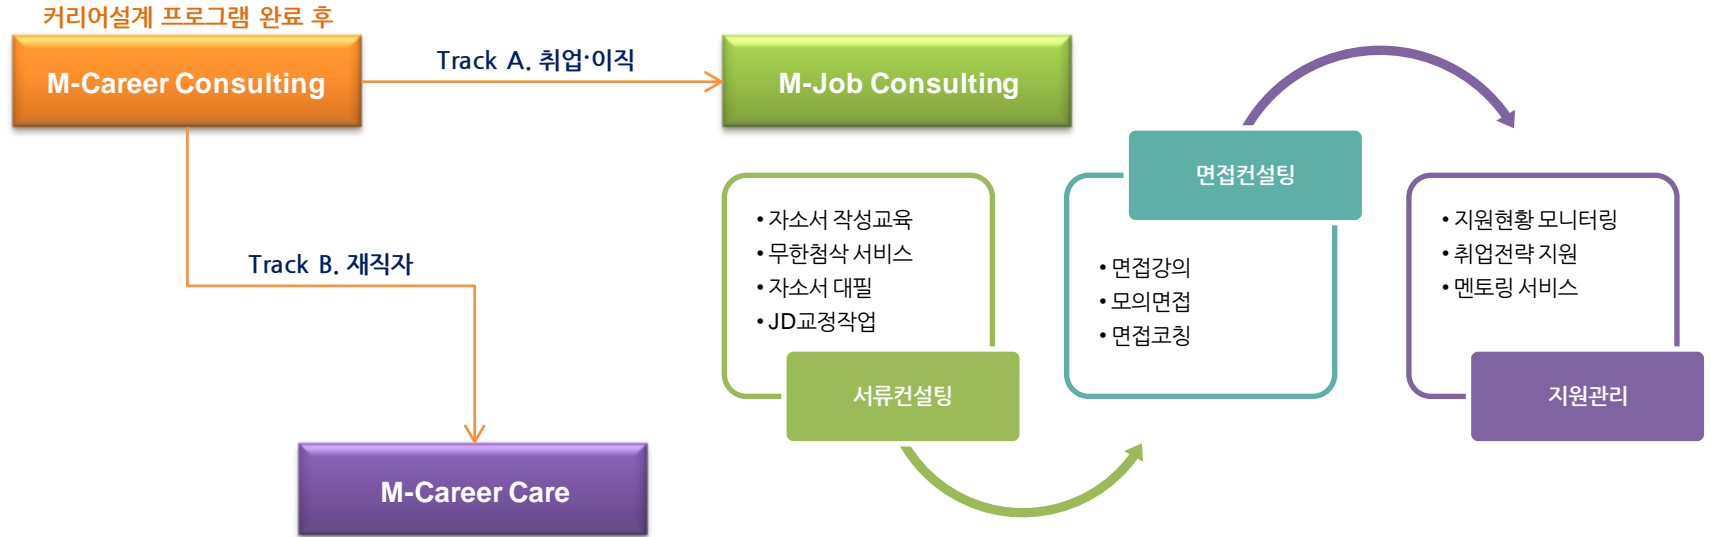 커리어설계 프로그램 완료 후
M-Career Consulting
Track A. 취업·이직
M-Job Consulting
Track B. 재직자
M-Career Care
• 자소서 작성교육
• 무한첨삭 서비스
• 자소서 대필
• JD교정작업
서류컨설팅
면접컨설팅
• 면접강의
• 모의면접
• 면접코칭
• 지원현황 모니터링
• 취업전략 지원
• 멘토링 서비스
지원관리